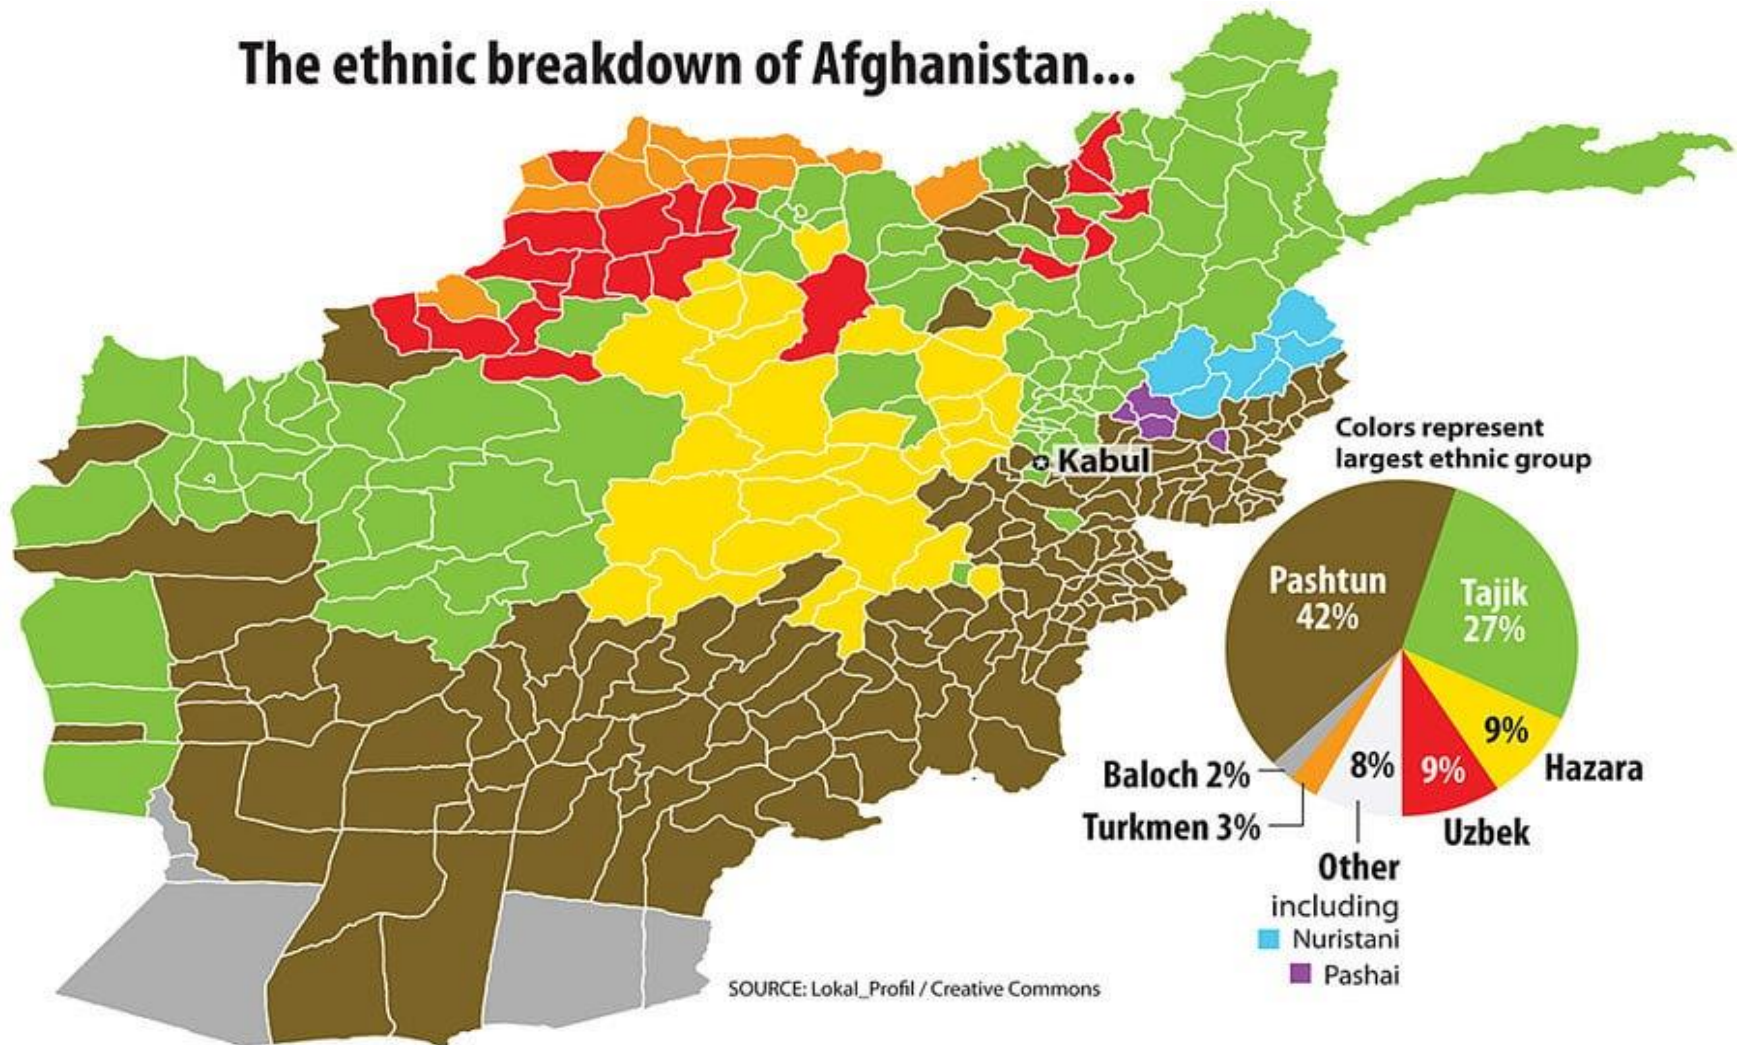 The ethnic breakdown of Afghanistan...
Kabul
Colors represent
largest ethnic group
Pashtun
42%
Tajik
27%
9%
Hazara
9%
Uzbek
8%
Baloch 2%
Turkmen 3%
Other
including
Nuristani
Pashai
SOURCE: Lokal_Profil / Creative Commons